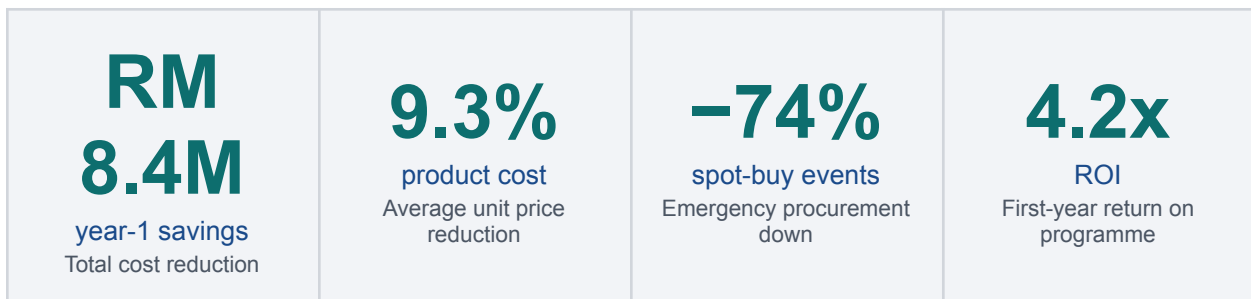 RM
8.4M
year-1 savings
Total cost reduction
9.3%
product cost
Average unit price
reduction
−74%
spot-buy events
Emergency procurement
down
4.2x
ROI
First-year return on
programme